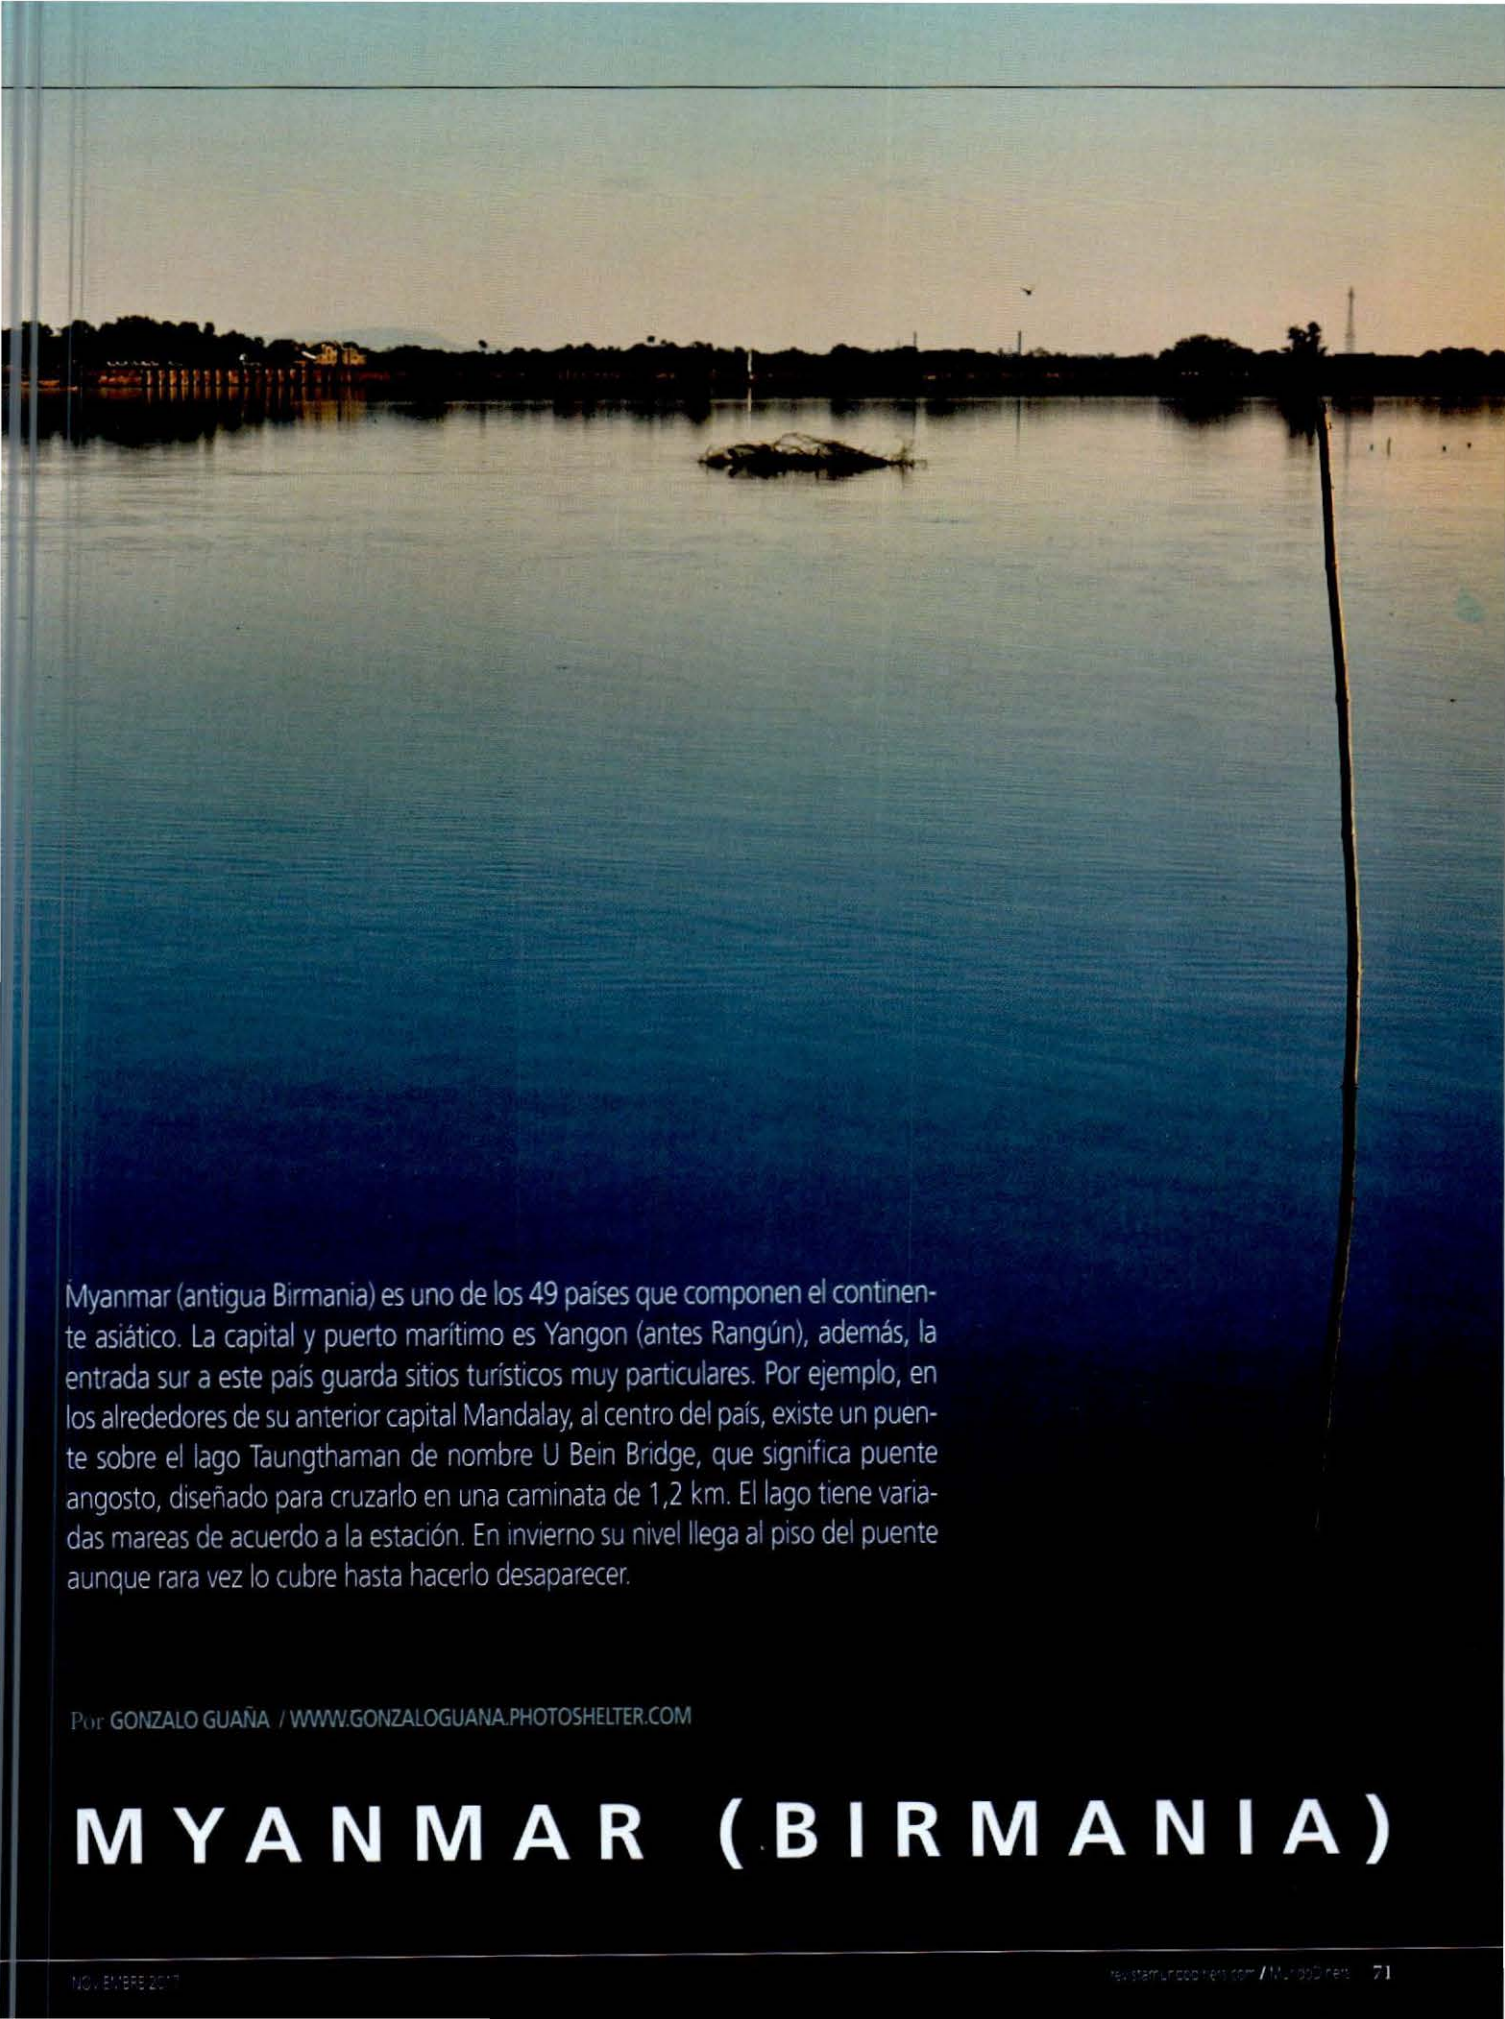 Myanmar (antigua Birmania) es uno de los 49 países que componen el continen-
te asiático. La capital y puerto marítimo es Yangon (antes Rangún), además, la
entrada sur a este país guarda sitios turísticos muy particulares. Por ejemplo, en
los alrededores de su anterior capital Mandalay, al centro del país, existe un puen-
te sobre el lago Taungthaman de nombre U Bein Bridge, que significa puente
angosto, diseñado para cruzarlo en una caminata de 1,2 km. El lago tiene varia-
das mareas de acuerdo a la estación. En invierno su nivel llega al piso del puente
aunque rara vez lo cubre hasta hacerlo desaparecer.
Por GONZALO GUAÑA / WWW.GONZALOGUANA.PHOTOSHELTER.COM
MYANMAR (BIRMANIA)
NOVIEMBRE 2017
revistamundodiners.com / MundoDiners 71